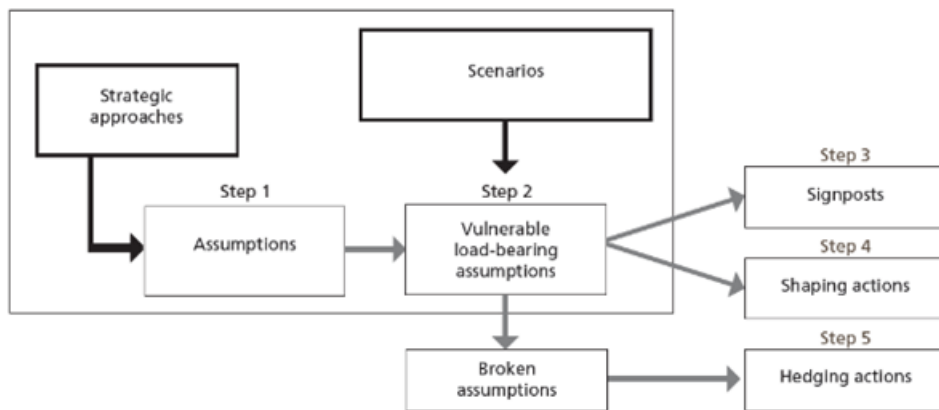 Scenarios
Strategic
approaches
Step 1
Assumptions
Step 2
Vulnerable
load-bearing
assumptions
Step 3
Signposts
Step 4
Shaping actions
Broken
assumptions
Step 5
Hedging actions